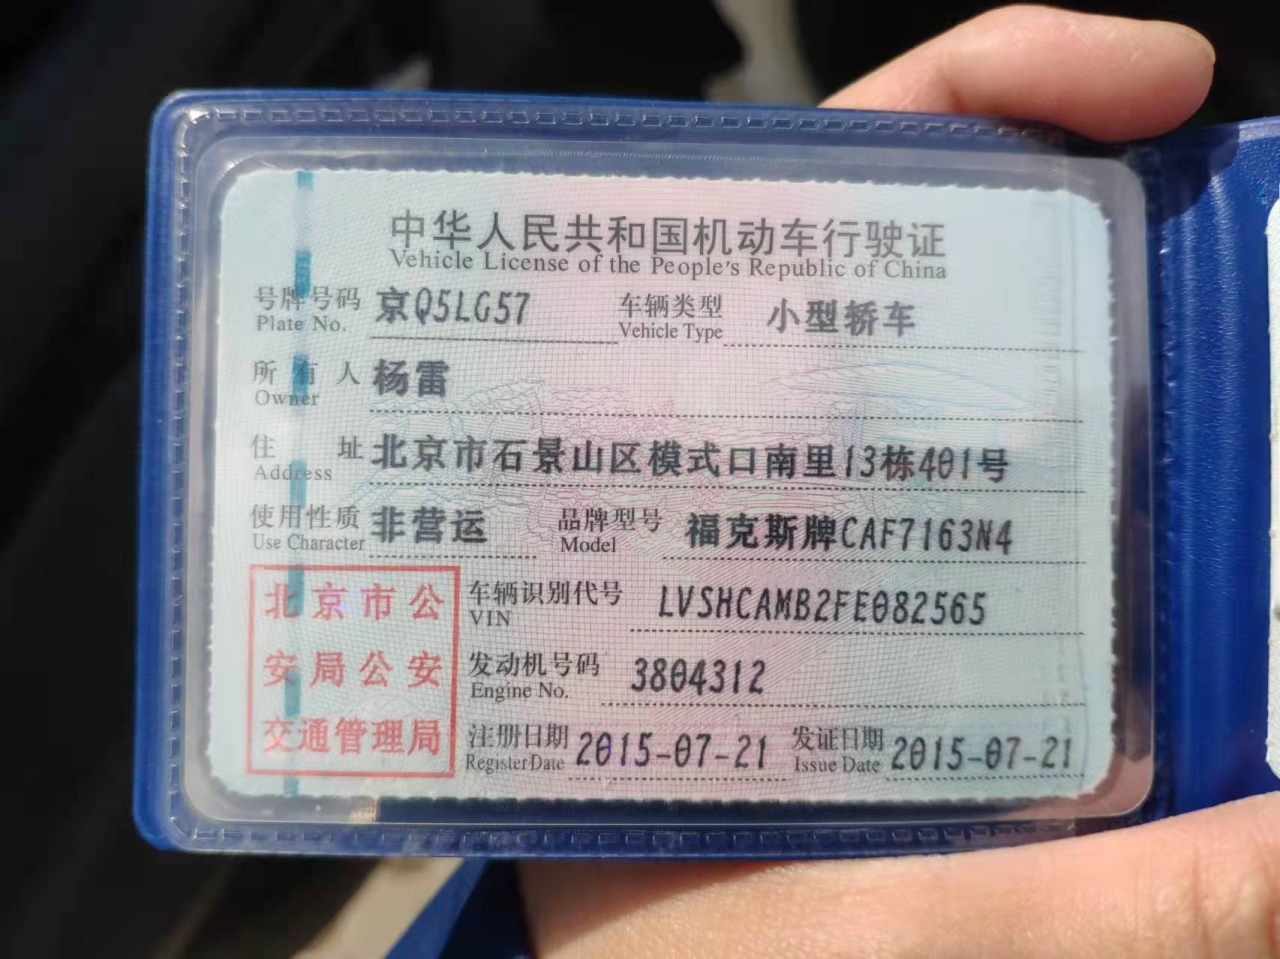 中华人民共和国机动车行驶证
Vehicle License of the People's Republic of China
号牌号码 京Q5LG57 车辆类型 小型轿车
Plate No. Vehicle Type
所有人 杨雷
Owner
住址 北京市石景山区模式口南里13栋401号
Address
使用性质 非营运 品牌型号 福克斯牌CAF7163N4
Use Character Model
北京市公
安局公安
交通管理局
车辆识别代号 LVSHCAMB2FE082565
VIN
发动机号码 3804312
Engine No.
注册日期 2015-07-21 发证日期 2015-07-21
Register Date Issue Date